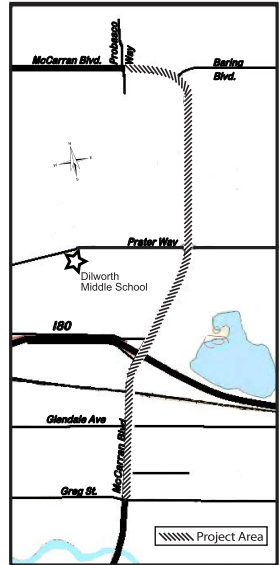 Probasco
Way
McCarran Blvd.
Baring
Blvd.
N
W
E
S
Prater Way
Dilworth
Middle School
I80
Glendale Ave
McCarran Blvd.
Greg St.
Project Area